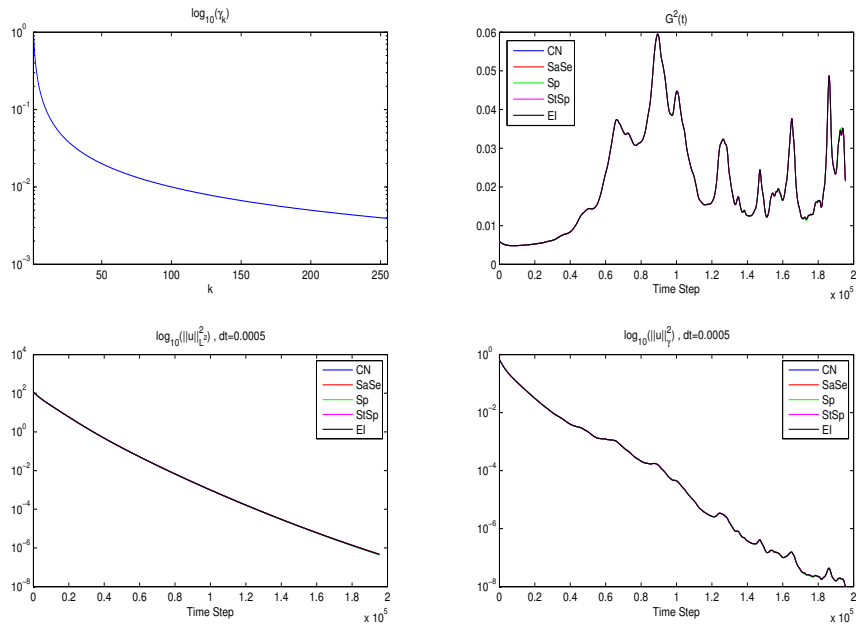 log10(γk)
10^0
10^−1
10^−2
10^−3
50
100
150
200
250
k
G^2(t)
0.06
0.05
0.04
0.03
0.02
0.01
0
CN
SaSe
Sp
StSp
EI
0 0.2 0.4 0.6 0.8 1 1.2 1.4 1.6 1.8 2
Time Step
x 10^5
log10(||u||^2_L^2) , dt=0.0005
10^4
10^2
10^0
10^−2
10^−4
10^−6
10^−8
CN
SaSe
Sp
StSp
EI
0 0.2 0.4 0.6 0.8 1 1.2 1.4 1.6 1.8 2
Time Step
x 10^5
log10(||u||^2_γ) , dt=0.0005
10^0
10^−2
10^−4
10^−6
10^−8
CN
SaSe
Sp
StSp
EI
0 0.2 0.4 0.6 0.8 1 1.2 1.4 1.6 1.8 2
Time Step
x 10^5